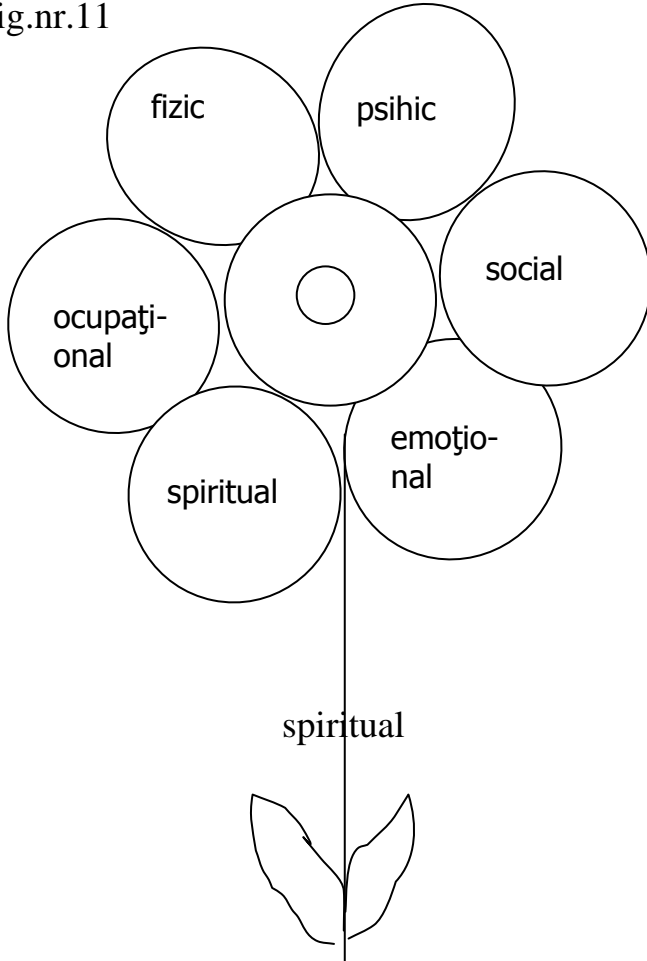 ig.nr.11
fizic
psihic
social
ocupaţi-
onal
emoţio-
nal
spiritual
spiritual